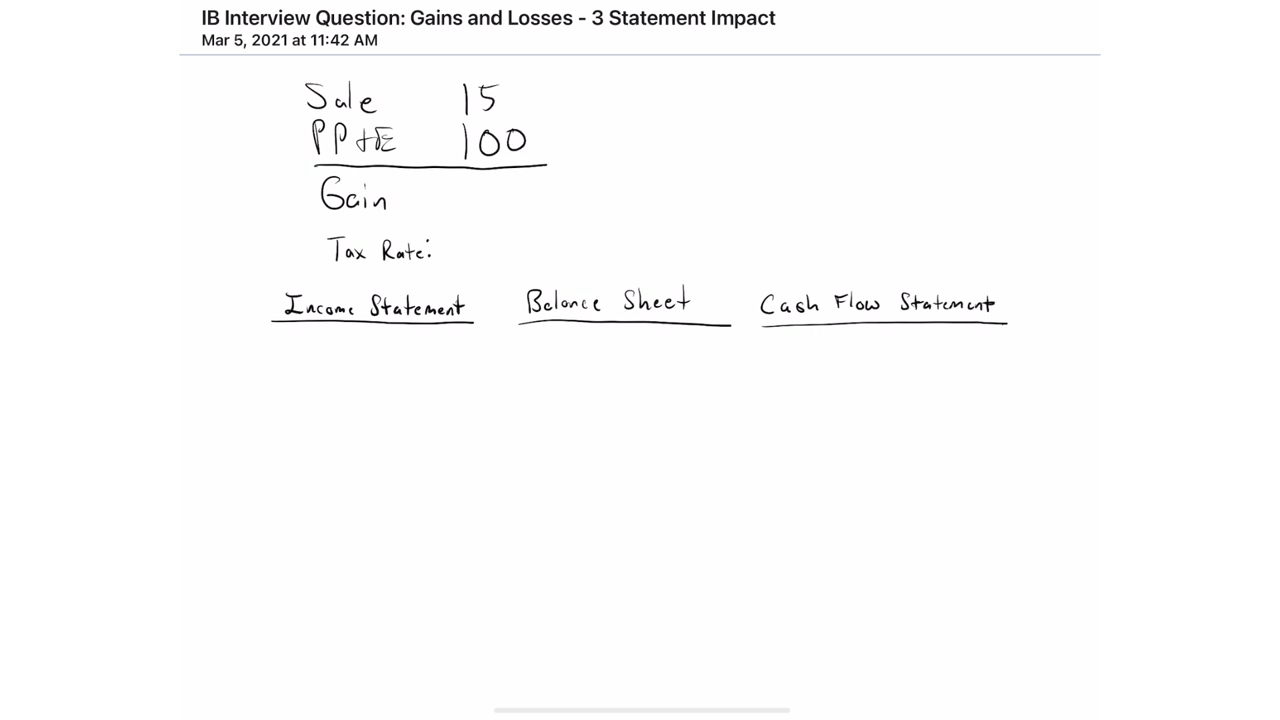 IB Interview Question: Gains and Losses - 3 Statement Impact
Mar 5, 2021 at 11:42 AM
Sale 15
PP+E 100
Gain
Tax Rate:
Income Statement Balance Sheet Cash Flow Statement